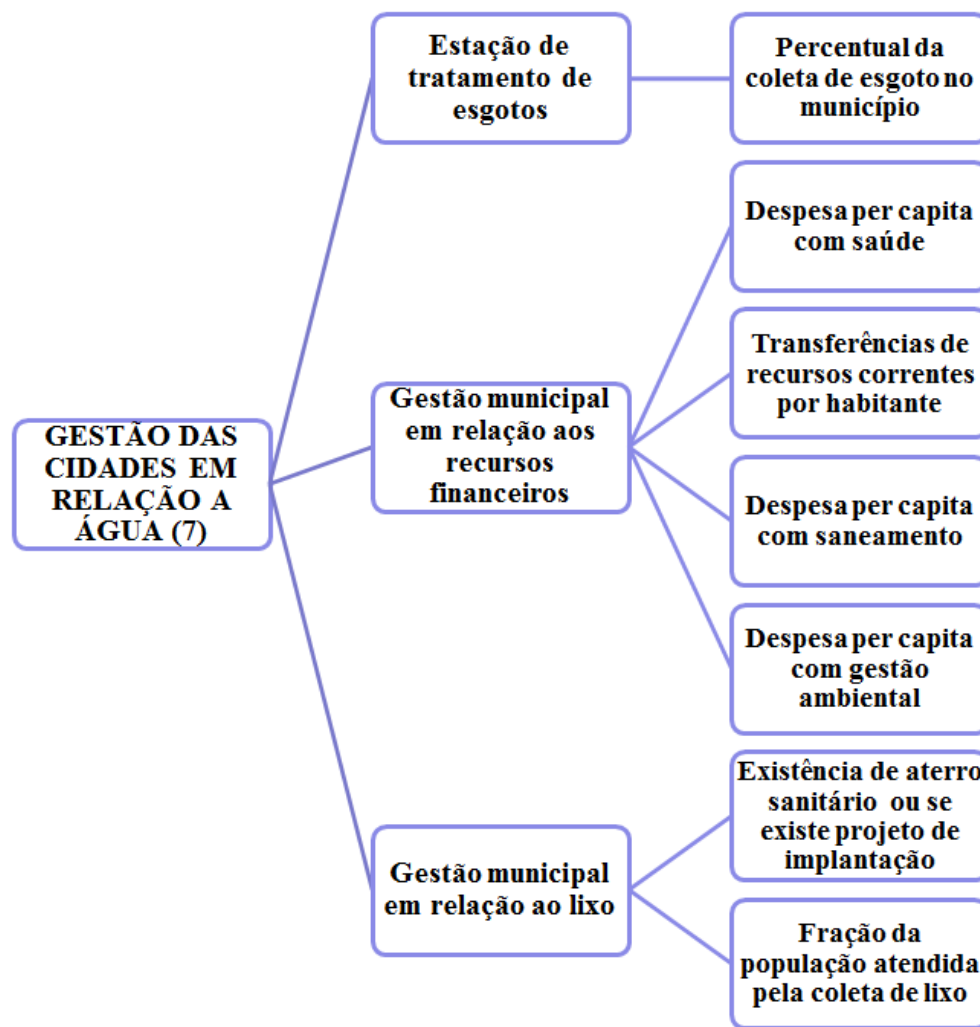 Estação de
tratamento de
esgotos
Percentual da
coleta de esgoto no
município
Despesa per capita
com saúde
Transferências de
recursos correntes
por habitante
GESTÃO DAS
CIDADES EM
RELAÇÃO A
ÁGUA (7)
Gestão municipal
em relação aos
recursos
financeiros
Despesa per capita
com saneamento
Despesa per capita
com gestão
ambiental
Gestão municipal
em relação ao lixo
Existência de aterro
sanitário ou se
existe projeto de
implantação
Fração da
população atendida
pela coleta de lixo